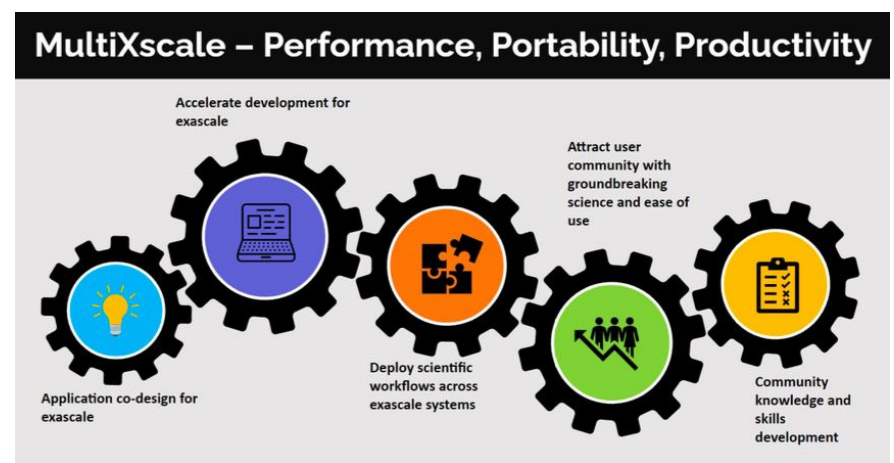 MultiXscale – Performance, Portability, Productivity
Accelerate development for
exascale
Attract user
community with
groundbreaking
science and ease of
use
Application co-design for
exascale
Deploy scientific
workflows across
exascale systems
Community
knowledge and
skills
development